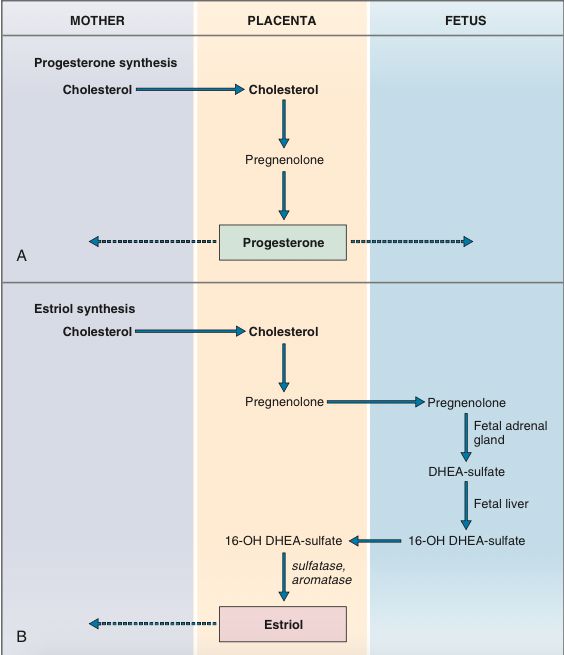 MOTHER PLACENTA FETUS
Progesterone synthesis
Cholesterol Cholesterol
Pregnenolone
Progesterone
A
Estriol synthesis
Cholesterol Cholesterol
Pregnenolone Pregnenolone
Fetal adrenal
gland
DHEA-sulfate
Fetal liver
16-OH DHEA-sulfate 16-OH DHEA-sulfate
sulfatase,
aromatase
Estriol
B